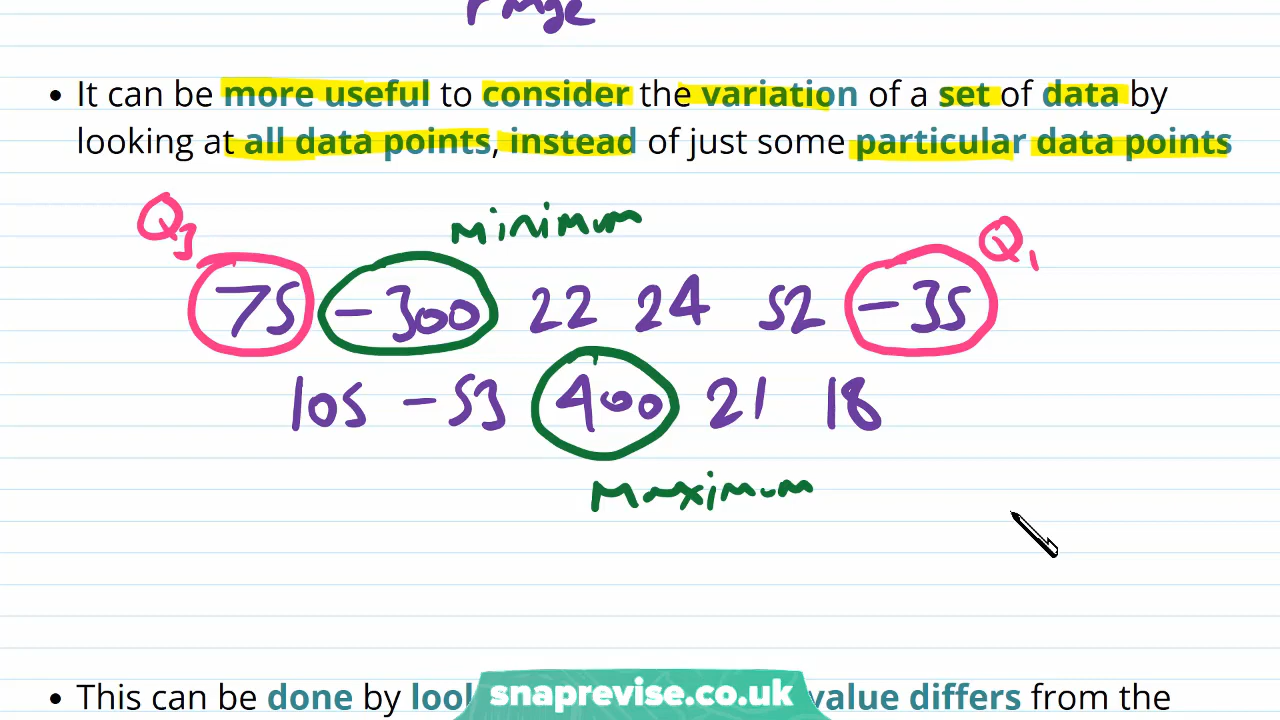 range
• It can be more useful to consider the variation of a set of data by
looking at all data points, instead of just some particular data points
Q3 minimum Q1
75 -300 22 24 52 -35
105 -53 400 21 18
Maximum
• This can be done by loo
value differs from the
snaprevise.co.uk